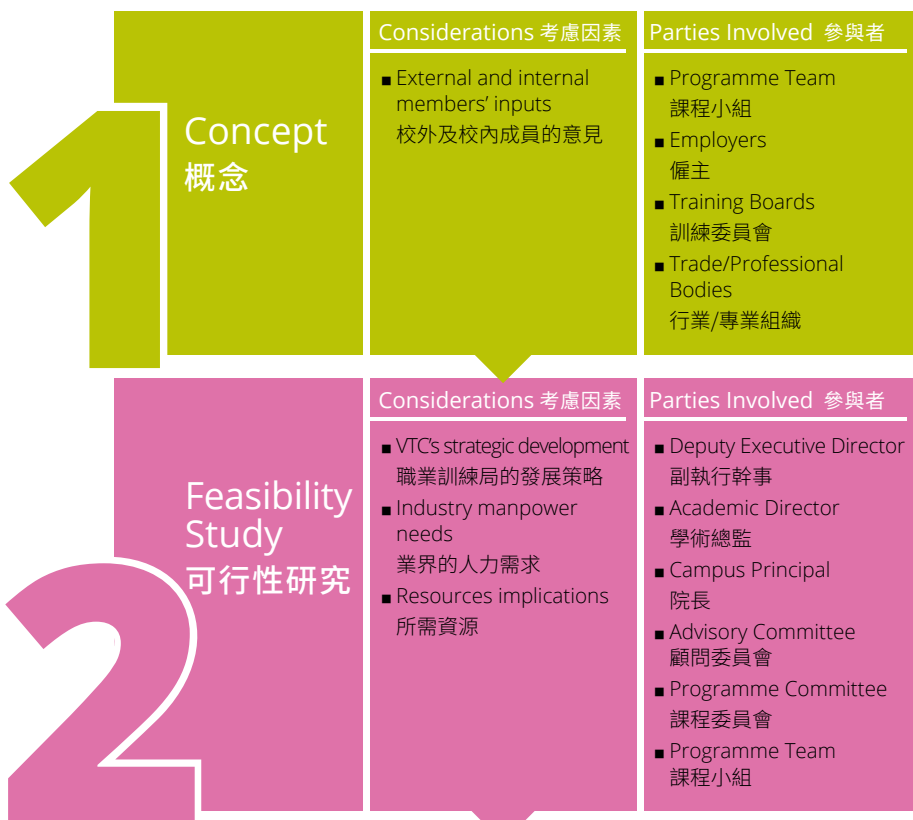 1
Concept
概念
Considerations 考慮因素
■ External and internal
members' inputs
校外及校內成員的意見
Parties Involved 參與者
■ Programme Team
課程小組
■ Employers
僱主
■ Training Boards
訓練委員會
■ Trade/Professional
Bodies
行業/專業組織
2
Feasibility
Study
可行性研究
Considerations 考慮因素
■ VTC's strategic development
職業訓練局的發展策略
■ Industry manpower
needs
業界的人力需求
■ Resources implications
所需資源
Parties Involved 參與者
■ Deputy Executive Director
副執行幹事
■ Academic Director
學術總監
■ Campus Principal
院長
■ Advisory Committee
顧問委員會
■ Programme Committee
課程委員會
■ Programme Team
課程小組